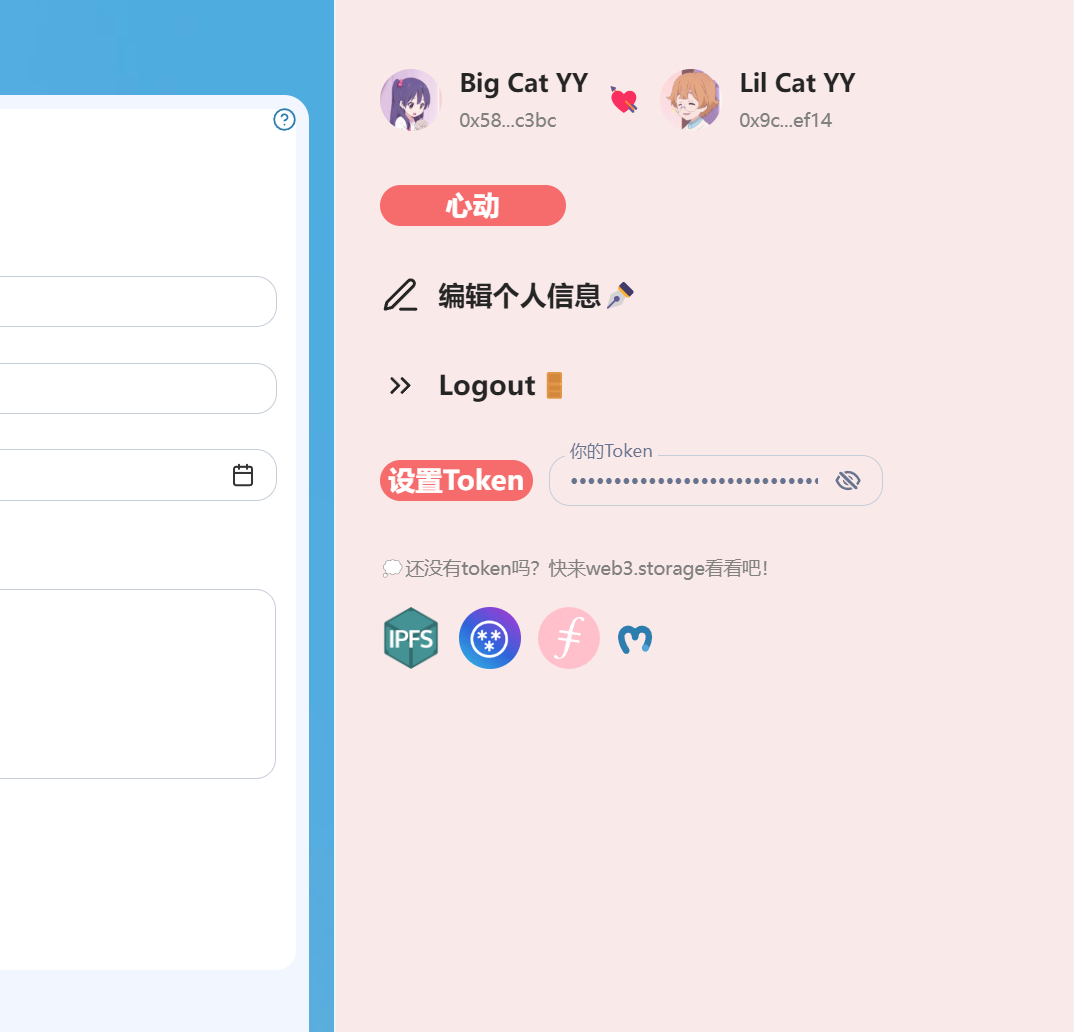 Big Cat YY
0x58...c3bc
Lil Cat YY
0x9c...ef14
心动
编辑个人信息
Logout
你的Token
设置Token
还没有token吗？快来web3.storage看看吧！
IPFS